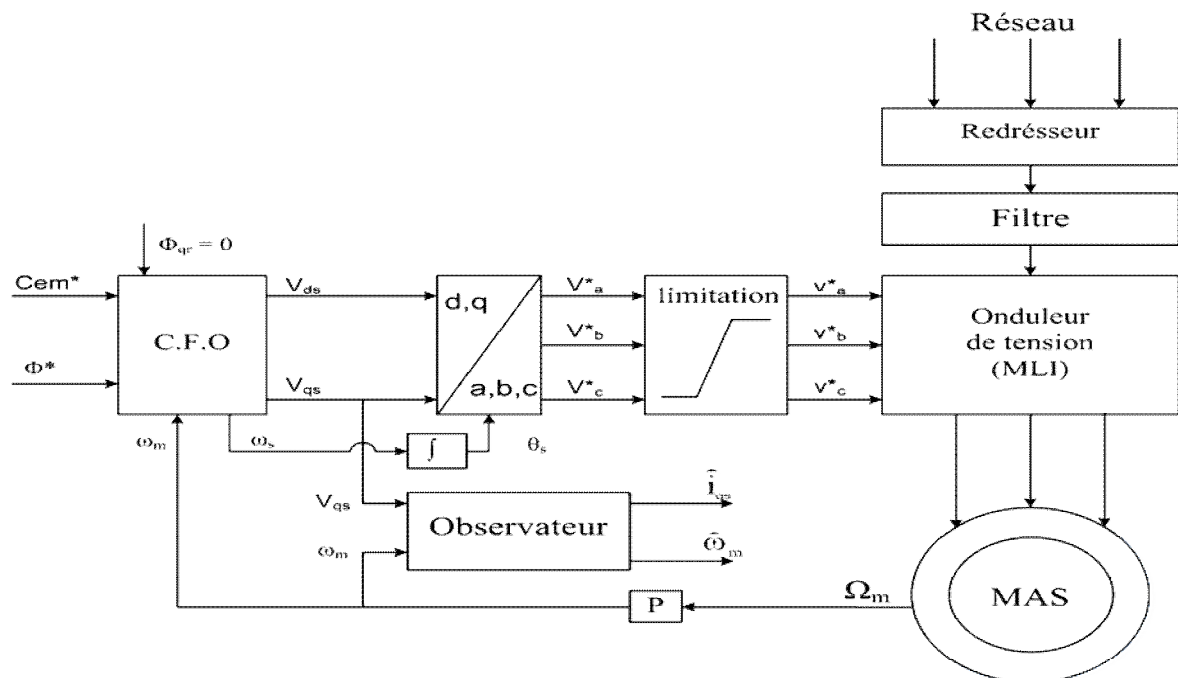 Réseau
Redrésseur
Filtre
Φqr = 0
Cem*
Vds
d,q
V*a
limitation
v*a
C.F.O
V*b
v*b
Onduleur
de tension
(MLI)
Φ*
Vqs
a,b,c
V*c
v*c
ωm
ωs
∫
θs
Vqs
Observateur
îqs
ωm
ω̂m
P
Ωm
MAS